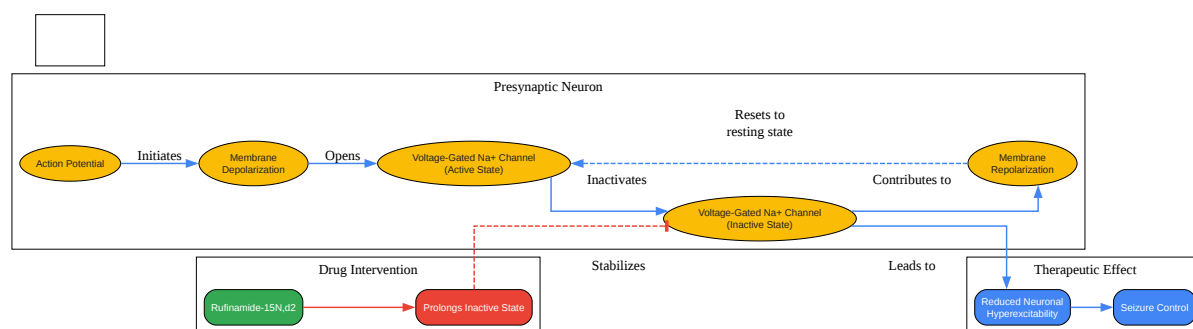 Presynaptic Neuron
Resets to
resting state
Action Potential
Initiates
Membrane
Depolarization
Opens
Voltage-Gated Na+ Channel
(Active State)
Inactivates
Contributes to
Membrane
Repolarization
Voltage-Gated Na+ Channel
(Inactive State)
Drug Intervention
Stabilizes
Leads to
Therapeutic Effect
Rufinamide-15N,d2
Prolongs Inactive State
Reduced Neuronal
Hyperexcitability
Seizure Control